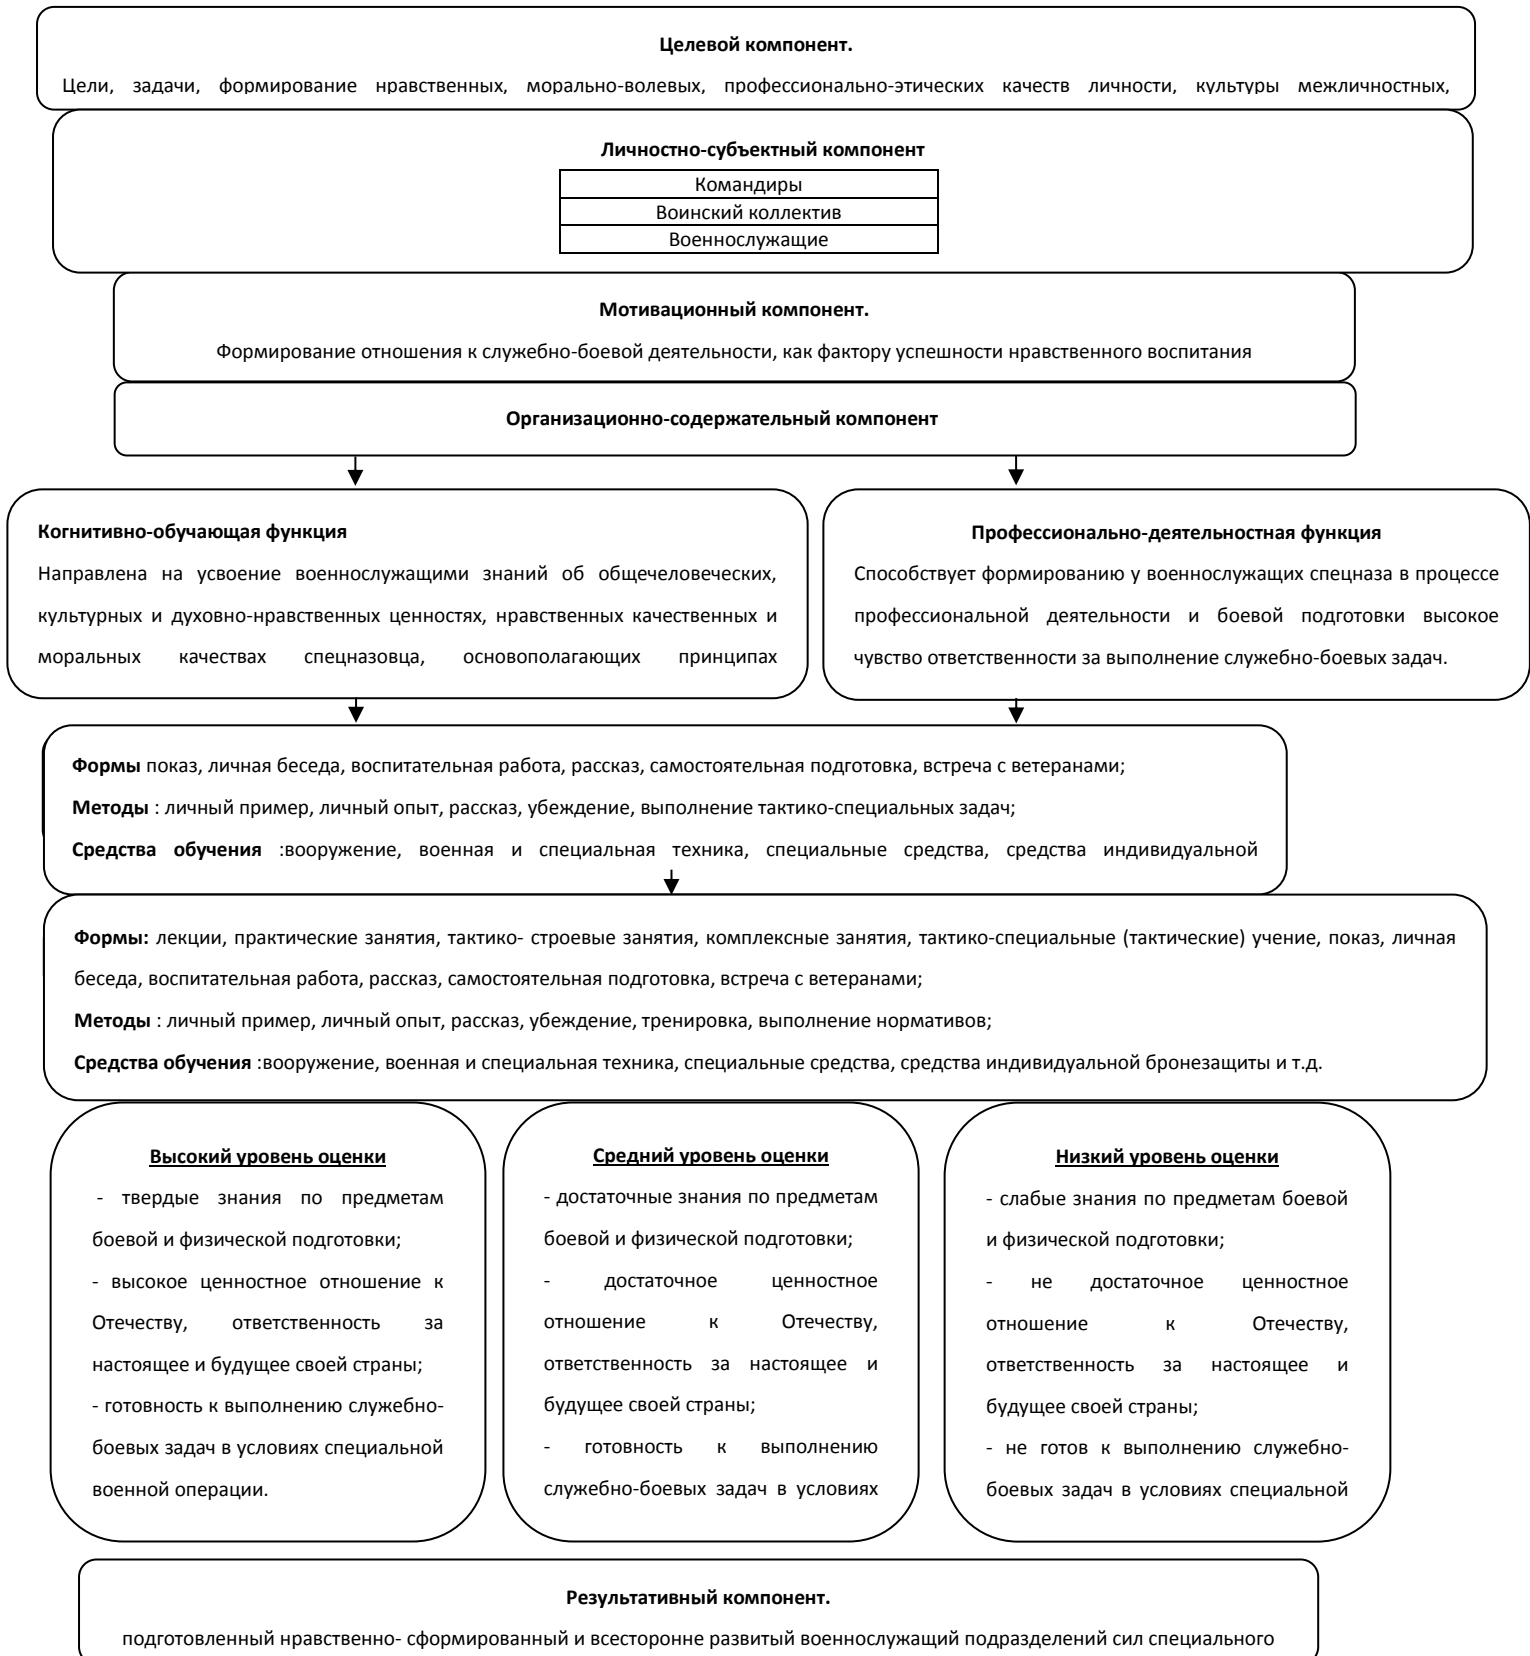 Целевой компонент.
Цели, задачи, формирование нравственных, морально-волевых, профессионально-этических качеств личности, культуры межличностных,
Личностно-субъектный компонент
Командиры
Воинский коллектив
Военнослужащие
Мотивационный компонент.
Формирование отношения к служебно-боевой деятельности, как фактору успешности нравственного воспитания
Организационно-содержательный компонент
Когнитивно-обучающая функция
Направлена на усвоение военнослужащими знаний об общечеловеческих,
культурных и духовно-нравственных ценностях, нравственных качественных и
моральных качествах спецназовца, основополагающих принципах
Профессионально-деятельностная функция
Способствует формированию у военнослужащих спецназа в процессе
профессиональной деятельности и боевой подготовки высокое
чувство ответственности за выполнение служебно-боевых задач.
Формы показ, личная беседа, воспитательная работа, рассказ, самостоятельная подготовка, встреча с ветеранами;
Методы : личный пример, личный опыт, рассказ, убеждение, выполнение тактико-специальных задач;
Средства обучения :вооружение, военная и специальная техника, специальные средства, средства индивидуальной
Формы: лекции, практические занятия, тактико- строевые занятия, комплексные занятия, тактико-специальные (тактические) учение, показ, личная
беседа, воспитательная работа, рассказ, самостоятельная подготовка, встреча с ветеранами;
Методы : личный пример, личный опыт, рассказ, убеждение, тренировка, выполнение нормативов;
Средства обучения :вооружение, военная и специальная техника, специальные средства, средства индивидуальной бронезащиты и т.д.
Высокий уровень оценки
- твердые знания по предметам
боевой и физической подготовки;
- высокое ценностное отношение к
Отечеству, ответственность за
настоящее и будущее своей страны;
- готовность к выполнению служебно-
боевых задач в условиях специальной
военной операции.
Средний уровень оценки
- достаточные знания по предметам
боевой и физической подготовки;
- достаточное ценностное
отношение к Отечеству,
ответственность за настоящее и
будущее своей страны;
- готовность к выполнению
служебно-боевых задач в условиях
Низкий уровень оценки
- слабые знания по предметам боевой
и физической подготовки;
- не достаточное ценностное
отношение к Отечеству,
ответственность за настоящее и
будущее своей страны;
- не готов к выполнению служебно-
боевых задач в условиях специальной
Результативный компонент.
подготовленный нравственно- сформированный и всесторонне развитый военнослужащий подразделений сил специального